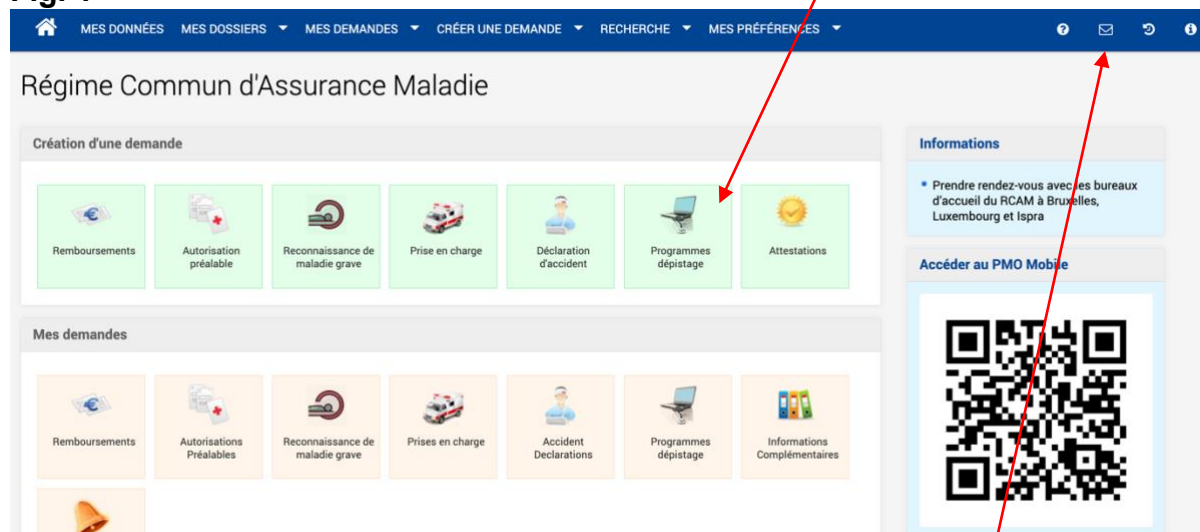 MES DONNÉES MES DOSSIERS MES DEMANDES CRÉER UNE DEMANDE RECHERCHE MES PRÉFÉRENCES
Régime Commun d'Assurance Maladie
Création d'une demande
Remboursements
Autorisation
préalable
Reconnaissance de
maladie grave
Prise en charge
Déclaration
d'accident
Programmes
dépistage
Attestations
Mes demandes
Remboursements
Autorisations
Préalables
Reconnaissance de
maladie grave
Prises en charge
Accident
Declarations
Programmes
dépistage
Informations
Complémentaires
Informations
Prendre rendez-vous avec les bureaux
d'accueil du RCAM à Bruxelles,
Luxembourg et Ispra
Accéder au PMO Mobile